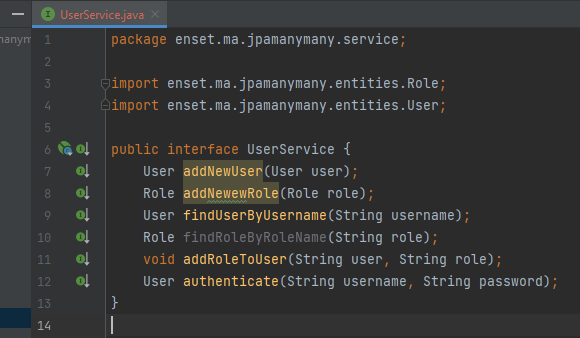 UserService.java
anym
1 package enset.ma.jpamanymany.service;
2
3 import enset.ma.jpamanymany.entities.Role;
4 import enset.ma.jpamanymany.entities.User;
5
6 public interface UserService {
7 User addNewUser(User user);
8 Role addNewewRole(Role role);
9 User findUserByUsername(String username);
10 Role findRoleByRoleName(String role);
11 void addRoleToUser(String user, String role);
12 User authenticate(String username, String password);
13 }
14